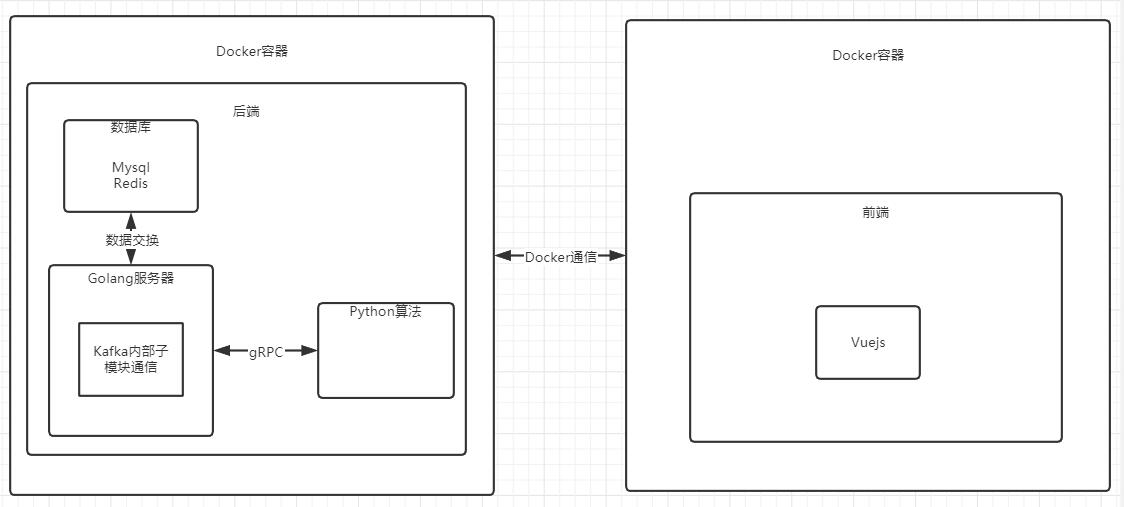 Docker容器
后端
数据库
Mysql
Redis
数据交换
Golang服务器
Kafka内部子
模块通信
gRPC
Python算法
Docker通信
Docker容器
前端
Vuejs